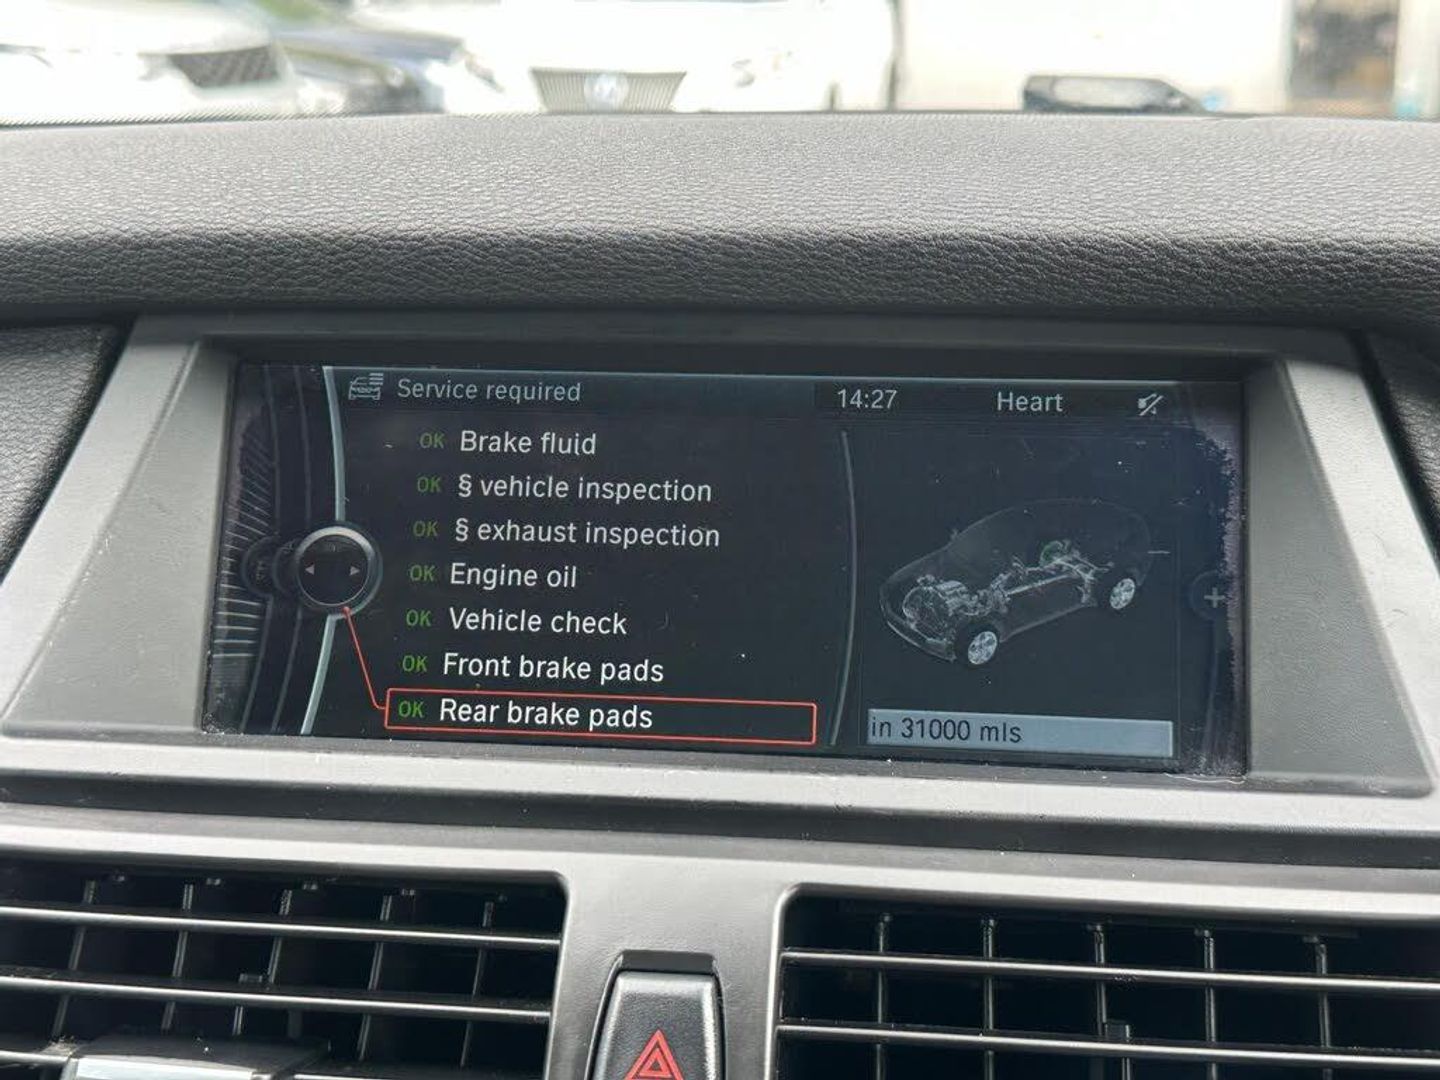 Service required 14:27 Heart
OK Brake fluid
OK § vehicle inspection
OK § exhaust inspection
OK Engine oil
OK Vehicle check
OK Front brake pads
OK Rear brake pads
in 31000 mls